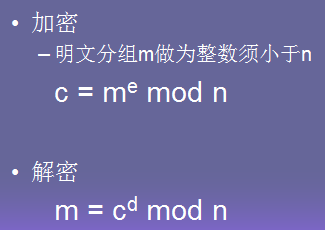 • 加密
– 明文分组m做为整数须小于n
c = mᵉ mod n
• 解密
m = cᵈ mod n